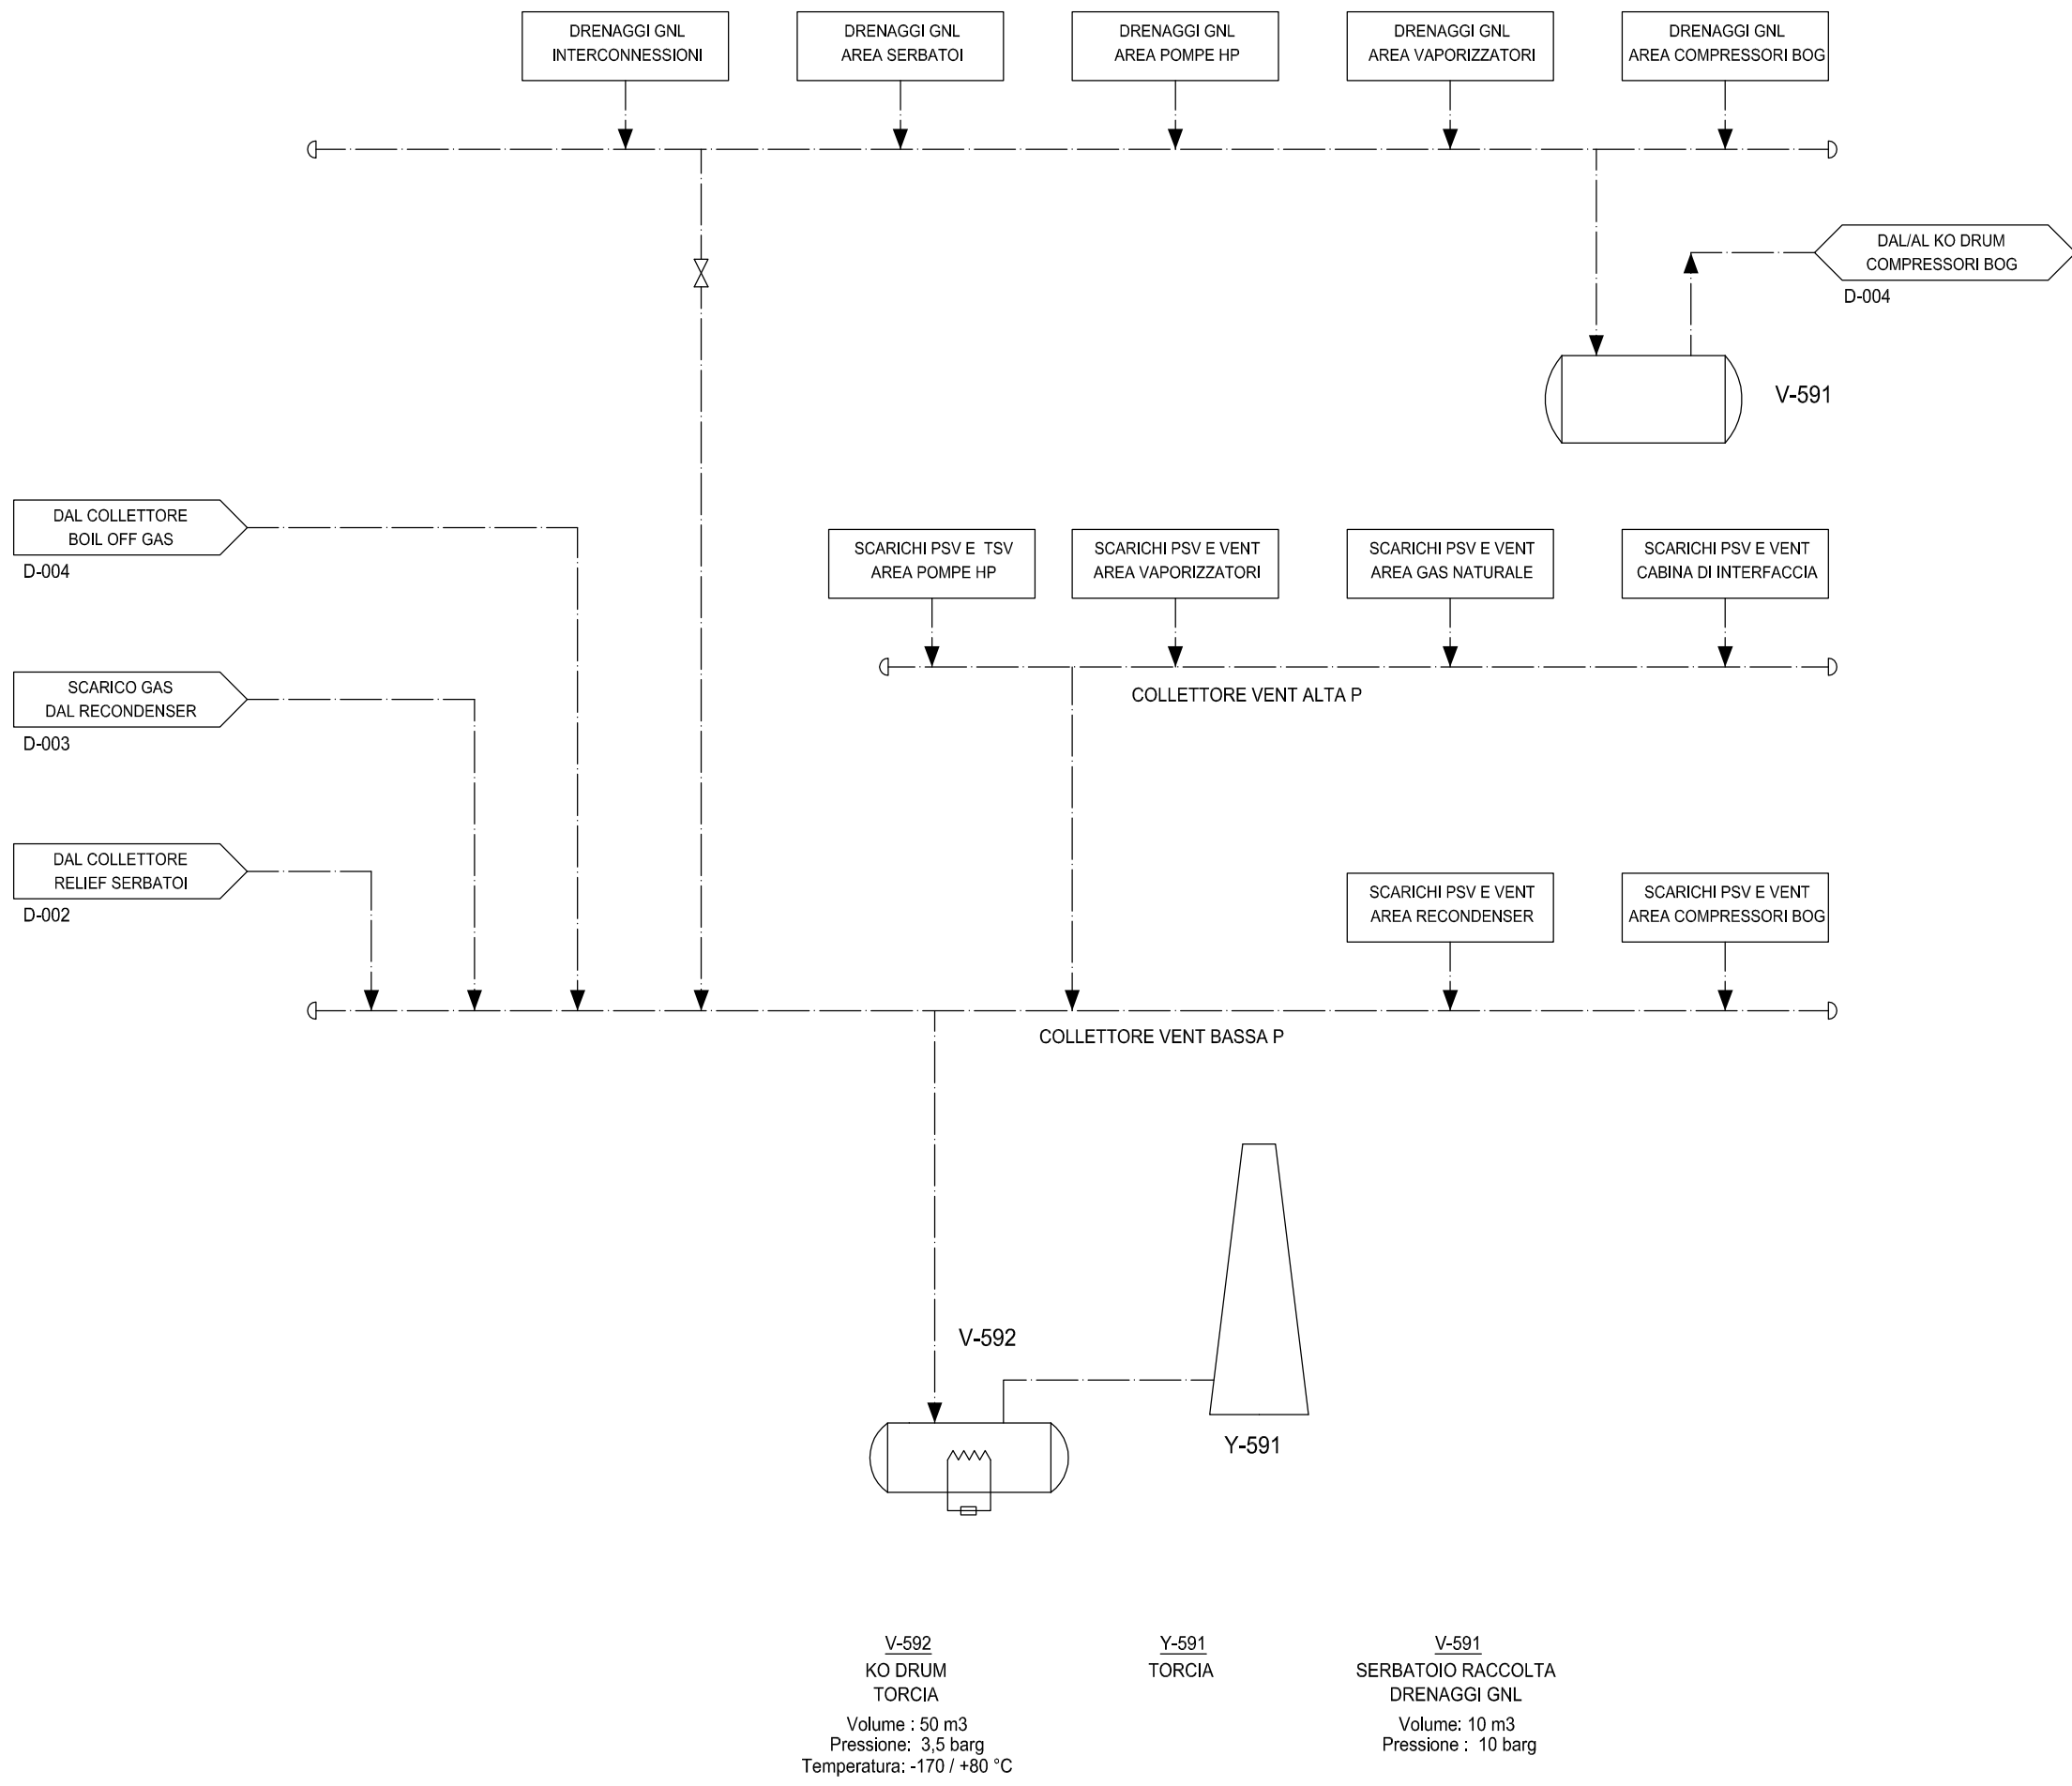 DRENAGGI GNL
INTERCONNESSIONI
DRENAGGI GNL
AREA SERBATOI
DRENAGGI GNL
AREA POMPE HP
DRENAGGI GNL
AREA VAPORIZZATORI
DRENAGGI GNL
AREA COMPRESSORI BOG
DAL/AL KO DRUM
COMPRESSORI BOG
D-004
V-591
DAL COLLETTORE
BOIL OFF GAS
D-004
SCARICHI PSV E TSV
AREA POMPE HP
SCARICHI PSV E VENT
AREA VAPORIZZATORI
SCARICHI PSV E VENT
AREA GAS NATURALE
SCARICHI PSV E VENT
CABINA DI INTERFACCIA
COLLETTORE VENT ALTA P
SCARICO GAS
DAL RECONDENSER
D-003
DAL COLLETTORE
RELIEF SERBATOI
D-002
SCARICHI PSV E VENT
AREA RECONDENSER
SCARICHI PSV E VENT
AREA COMPRESSORI BOG
COLLETTORE VENT BASSA P
V-592
Y-591
V-592
KO DRUM
TORCIA
Volume : 50 m3
Pressione: 3,5 barg
Temperatura: -170 / +80 °C
Y-591
TORCIA
V-591
SERBATOIO RACCOLTA
DRENAGGI GNL
Volume: 10 m3
Pressione : 10 barg